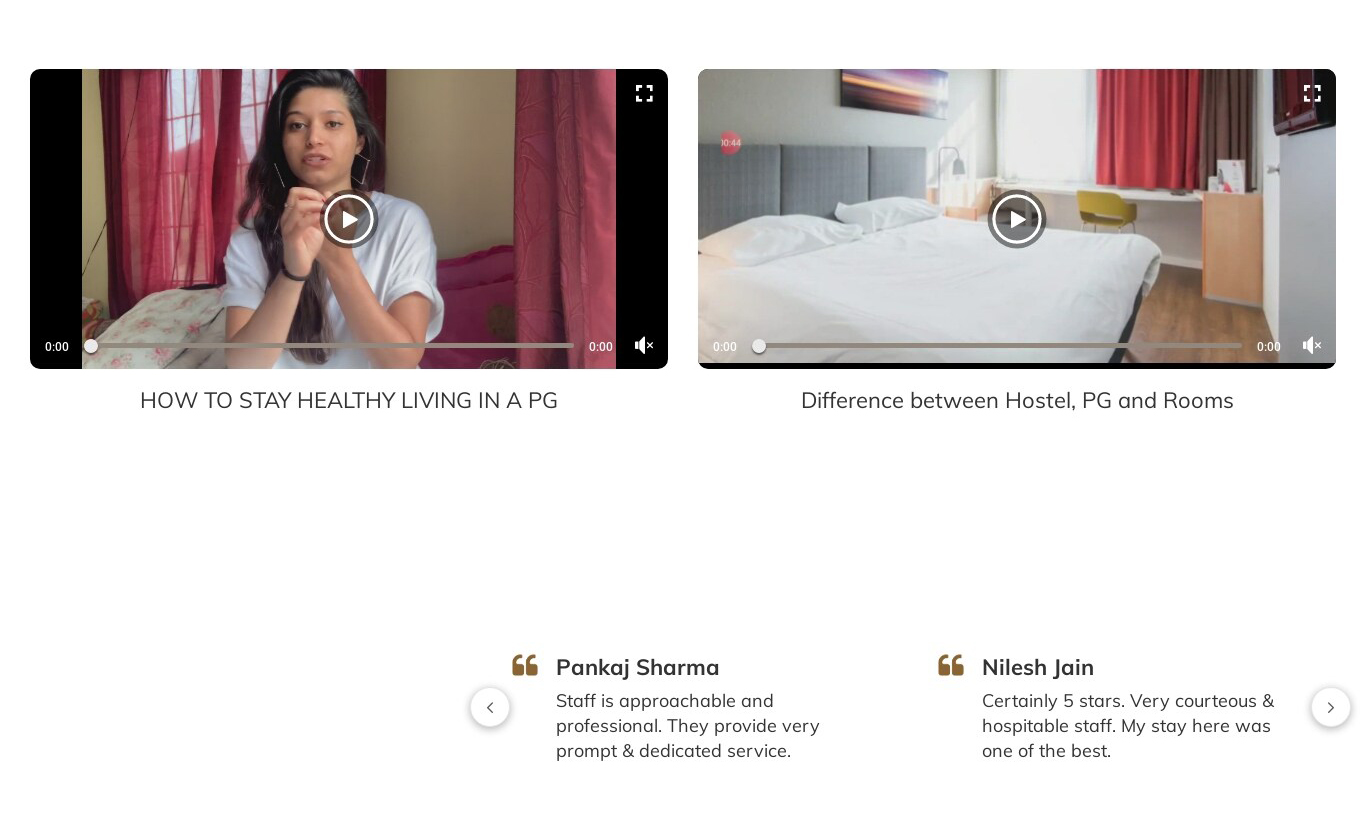 00:44
0:00
0:00
0:00
0:00
HOW TO STAY HEALTHY LIVING IN A PG
Difference between Hostel, PG and Rooms
Pankaj Sharma
Staff is approachable and
professional. They provide very
prompt & dedicated service.
Nilesh Jain
Certainly 5 stars. Very courteous &
hospitable staff. My stay here was
one of the best.